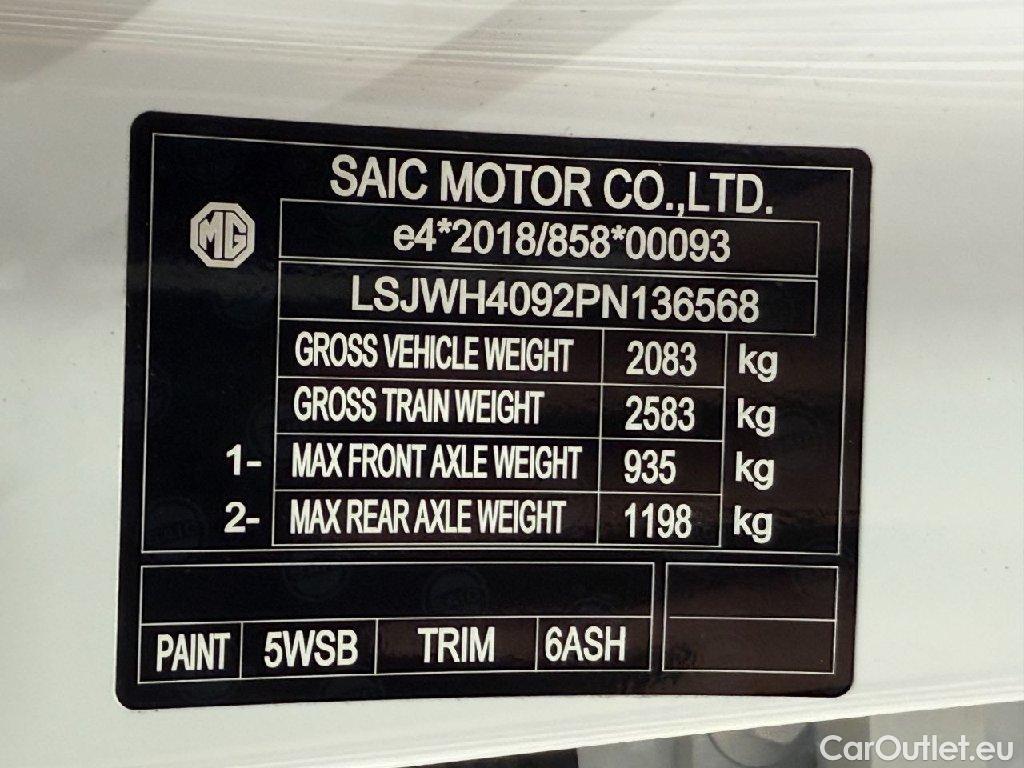 SAIC MOTOR CO.,LTD.
MG
e4*2018/858*00093
LSJWH4092PN136568
GROSS VEHICLE WEIGHT 2083 kg
GROSS TRAIN WEIGHT 2583 kg
1- MAX FRONT AXLE WEIGHT 935 kg
2- MAX REAR AXLE WEIGHT 1198 kg
PAINT 5WSB TRIM 6ASH
CarOutlet.eu